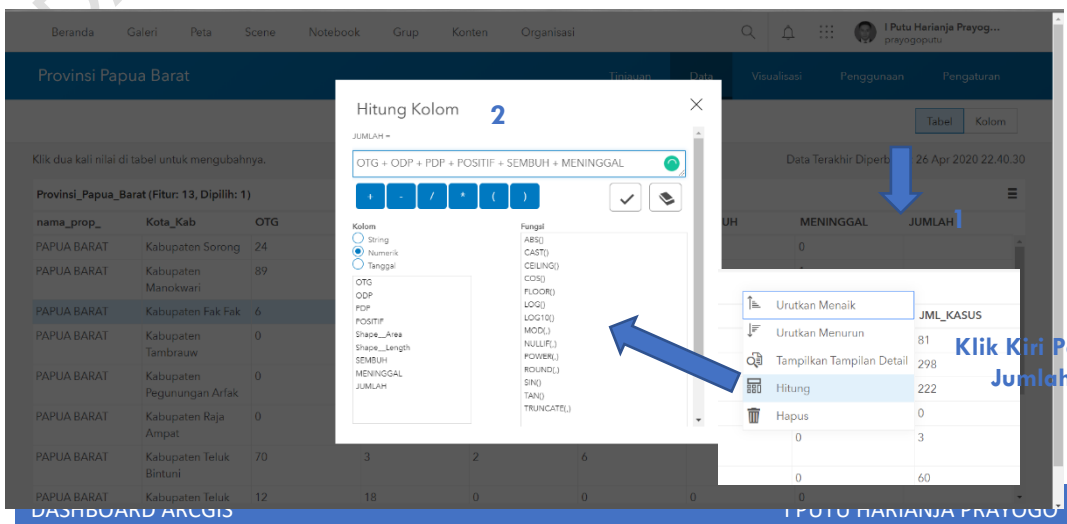 Beranda Galeri Peta Scene Notebook Grup Konten Organisasi
I Putu Harianja Prayog...
prayogoputu
Provinsi Papua Barat
Tinjauan Data Visualisasi Penggunaan Pengaturan
Tabel Kolom
Klik dua kali nilai di tabel untuk mengubahnya.
Data Terakhir Diperb 26 Apr 2020 22.40.30
Provinsi_Papua_Barat (Fitur: 13, Dipilih: 1)
nama_prop_ Kota_Kab OTG UH MENINGGAL JUMLAH
1
PAPUA BARAT Kabupaten Sorong 24 0
PAPUA BARAT Kabupaten Manokwari 89
PAPUA BARAT Kabupaten Fak Fak 6
PAPUA BARAT Kabupaten Tambrauw 0
PAPUA BARAT Kabupaten Pegunungan Arfak 0
PAPUA BARAT Kabupaten Raja Ampat 0
PAPUA BARAT Kabupaten Teluk Bintuni 70 3 2 6
PAPUA BARAT Kabupaten Teluk 12 18 0 0 0 0
Hitung Kolom
2
JUMLAH =
OTG + ODP + PDP + POSITIF + SEMBUH + MENINGGAL
+ - / * ( )
Kolom
String
Numerik
Tanggal
OTG
ODP
PDP
POSITIF
Shape__Area
Shape__Length
SEMBUH
MENINGGAL
JUMLAH
Fungsi
ABS()
CAST()
CEILING()
COS()
FLOOR()
LOG()
LOG10()
MOD(,)
NULLIF(,)
POWER(,)
ROUND(,)
SIN()
TAN()
TRUNCATE(,)
Urutkan Menaik
Urutkan Menurun
Tampilkan Tampilan Detail
Hitung
Hapus
JML_KASUS
81
298
222
0
0 3
0 60
Klik Kiri P
Jumlah
DASHBOARD ARCGIS
I PUTU HARIANJA PRAYOGO